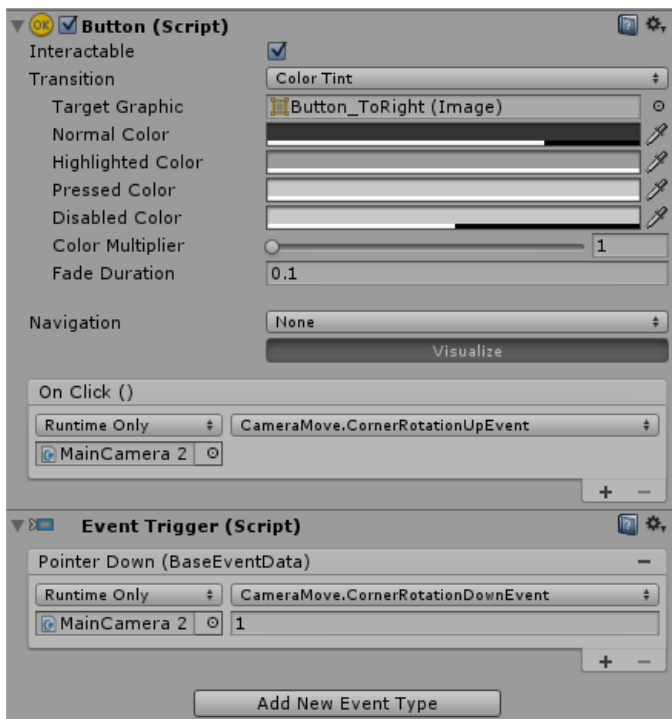 OK Button (Script)
Interactable
Transition Color Tint
Target Graphic Button_ToRight (Image)
Normal Color
Highlighted Color
Pressed Color
Disabled Color
Color Multiplier 1
Fade Duration 0.1
Navigation None
Visualize
On Click ()
Runtime Only CameraMove.CornerRotationUpEvent
MainCamera 2
Event Trigger (Script)
Pointer Down (BaseEventData)
Runtime Only CameraMove.CornerRotationDownEvent
MainCamera 2 1
Add New Event Type